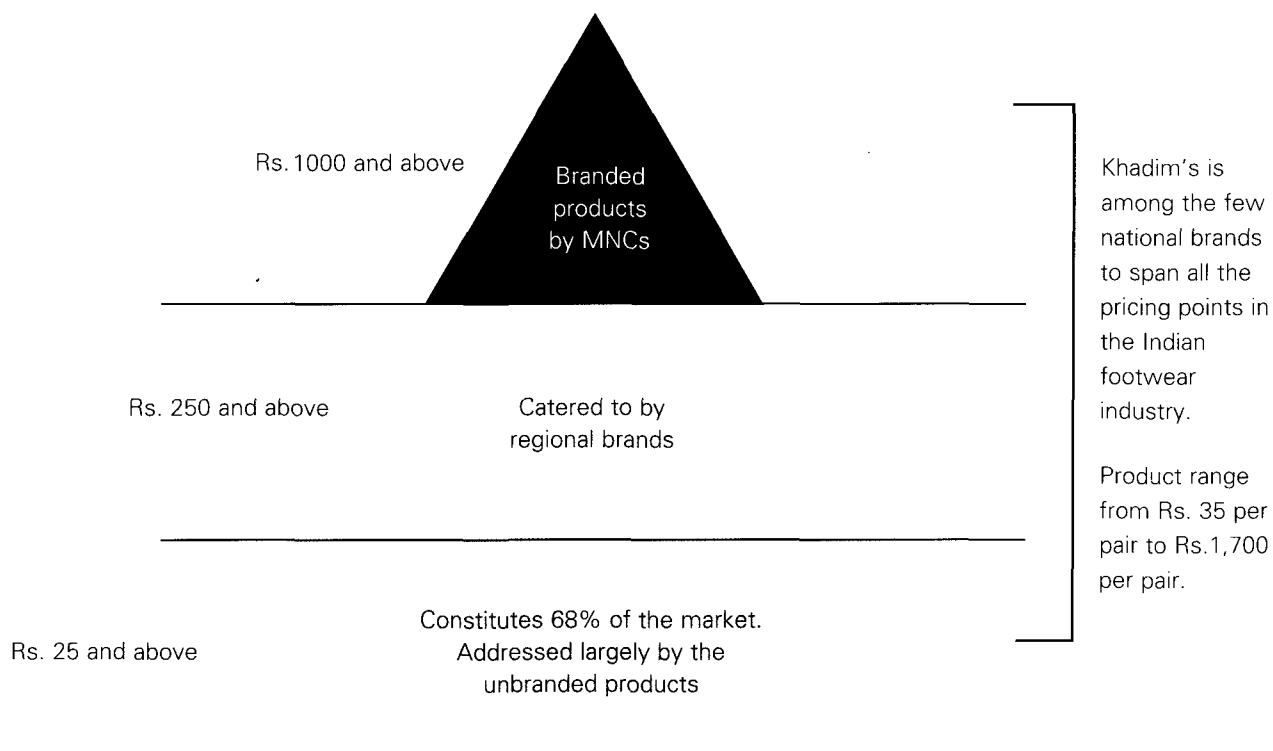 Rs. 1000 and above
Branded
products
by MNCs
Rs. 250 and above
Catered to by
regional brands
Rs. 25 and above
Constitutes 68% of the market.
Addressed largely by the
unbranded products
Khadim's is
among the few
national brands
to span all the
pricing points in
the Indian
footwear
industry.
Product range
from Rs. 35 per
pair to Rs.1,700
per pair.